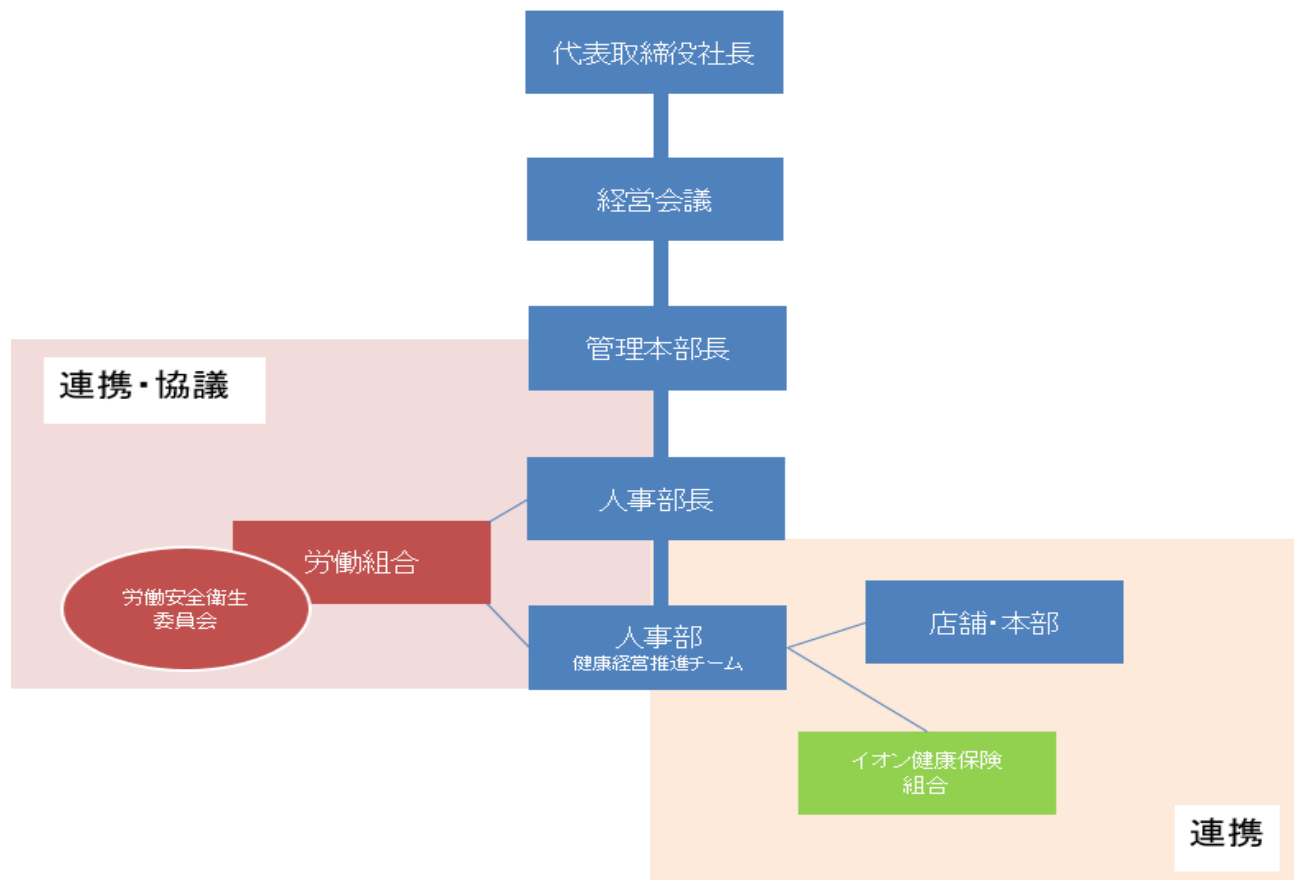 代表取締役社長
経営会議
管理本部長
連携・協議
人事部長
労働組合
労働安全衛生
委員会
人事部
健康経営推進チーム
店舗・本部
イオン健康保険
組合
連携